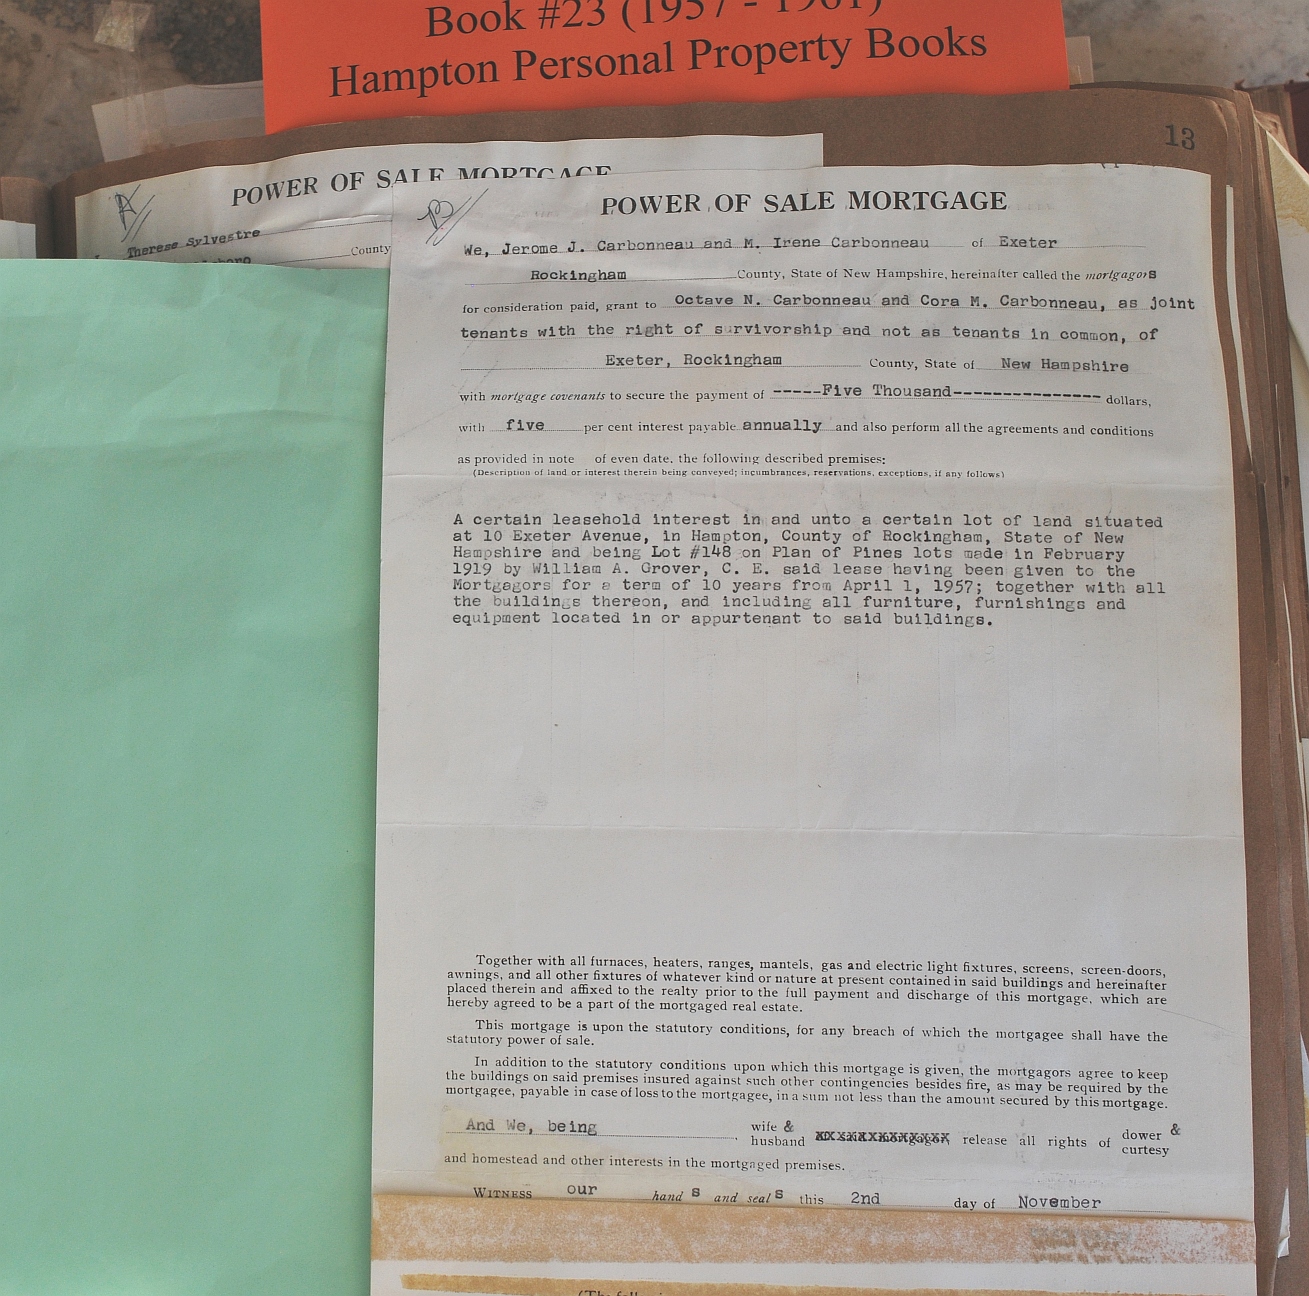 Book #23 (1957 - 1961)
Hampton Personal Property Books
13
POWER OF SALE MORTGAGE
Therese Sylvestre
County
B
POWER OF SALE MORTGAGE
We, Jerome J. Carbonneau and M. Irene Carbonneau of Exeter
Rockingham County, State of New Hampshire, hereinafter called the mortgagors
for consideration paid, grant to Octave N. Carbonneau and Cora M. Carbonneau, as joint
tenants with the right of survivorship and not as tenants in common, of
Exeter, Rockingham County, State of New Hampshire
with mortgage covenants to secure the payment of -----Five Thousand---------------- dollars,
with five per cent interest payable annually and also perform all the agreements and conditions
as provided in note of even date, the following described premises:
(Description of land or interest therein being conveyed; incumbrances, reservations, exceptions, if any follows)
A certain leasehold interest in and unto a certain lot of land situated
at 10 Exeter Avenue, in Hampton, County of Rockingham, State of New
Hampshire and being Lot #148 on Plan of Pines lots made in February
1919 by William A. Grover, C. E. said lease having been given to the
Mortgagors for a term of 10 years from April 1, 1957; together with all
the buildings thereon, and including all furniture, furnishings and
equipment located in or appurtenant to said buildings.
Together with all furnaces, heaters, ranges, mantels, gas and electric light fixtures, screens, screen-doors,
awnings, and all other fixtures of whatever kind or nature at present contained in said buildings and hereinafter
placed therein and affixed to the realty prior to the full payment and discharge of this mortgage, which are
hereby agreed to be a part of the mortgaged real estate.
This mortgage is upon the statutory conditions, for any breach of which the mortgagee shall have the
statutory power of sale.
In addition to the statutory conditions upon which this mortgage is given, the mortgagors agree to keep
the buildings on said premises insured against such other contingencies besides fire, as may be required by the
mortgagee, payable in case of loss to the mortgagee, in a sum not less than the amount secured by this mortgage.
And We, being wife & husband release all rights of dower & curtesy
and homestead and other interests in the mortgaged premises.
WITNESS our hand s and seal s this 2nd day of November